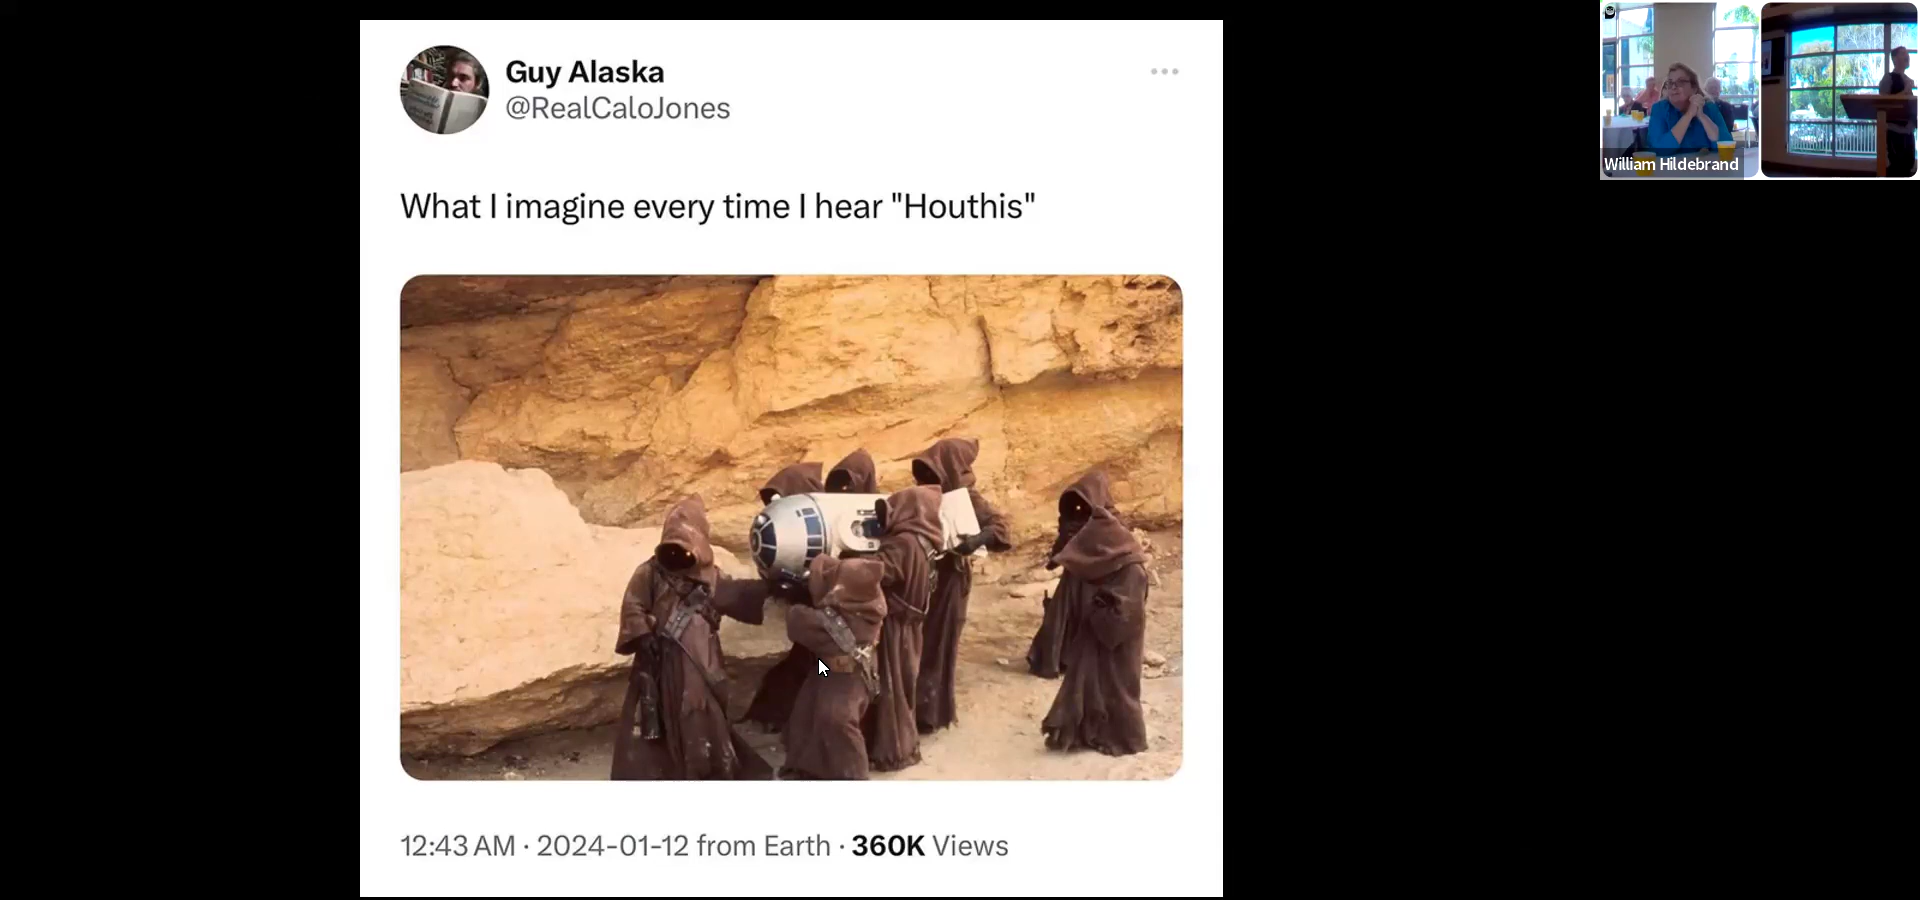 Guy Alaska
@RealCaloJones
What I imagine every time I hear "Houthis"
12:43 AM · 2024-01-12 from Earth · 360K Views
William Hildebrand